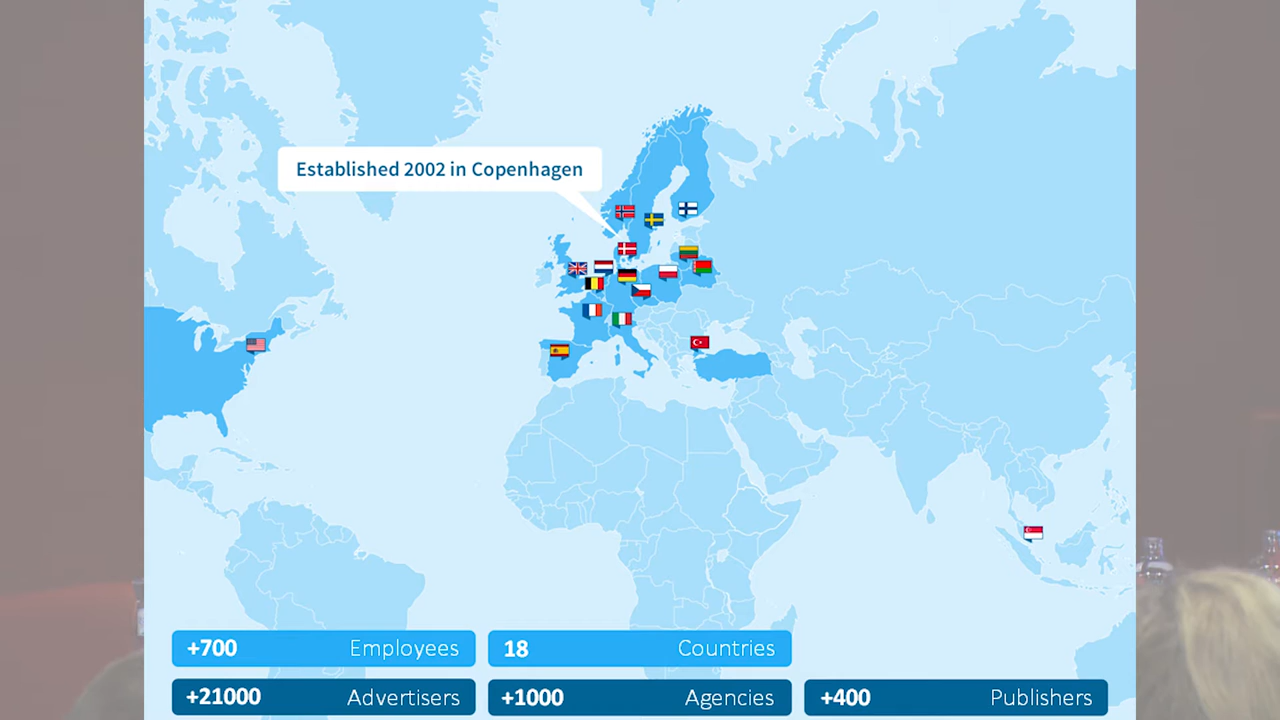 Established 2002 in Copenhagen
+700 Employees
18 Countries
+21000 Advertisers
+1000 Agencies
+400 Publishers